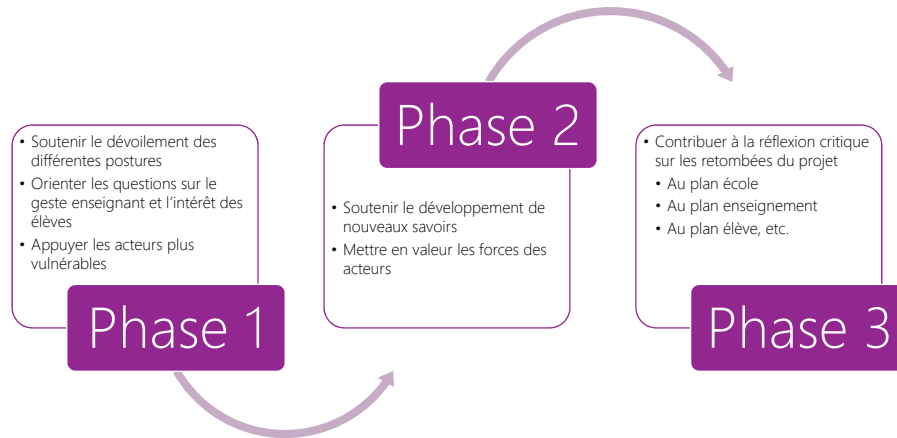 • Soutenir le dévoilement des
différentes postures
• Orienter les questions sur le
geste enseignant et l'intérêt des
élèves
• Appuyer les acteurs plus
vulnérables
Phase 1
Phase 2
• Soutenir le développement de
nouveaux savoirs
• Mettre en valeur les forces des
acteurs
• Contribuer à la réflexion critique
sur les retombées du projet
• Au plan école
• Au plan enseignement
• Au plan élève, etc.
Phase 3